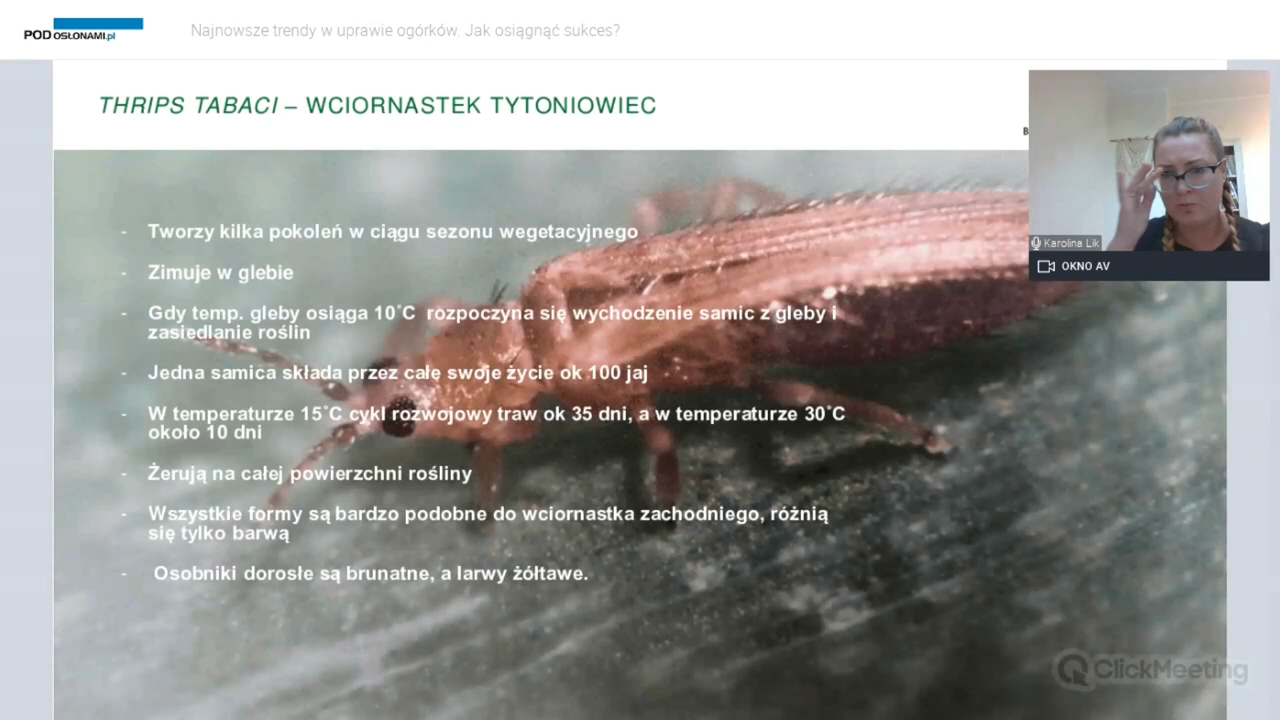 POD OSŁONAMI.pl
Najnowsze trendy w uprawie ogórków. Jak osiągnąć sukces?
THRIPS TABACI – WCIORNASTEK TYTONIOWIEC
B
Karolina Lik
OKNO AV
- Tworzy kilka pokoleń w ciągu sezonu wegetacyjnego
- Zimuje w glebie
- Gdy temp. gleby osiąga 10°C rozpoczyna się wychodzenie samic z gleby i
zasiedlanie roślin
- Jedna samica składa przez całe swoje życie ok 100 jaj
- W temperaturze 15°C cykl rozwojowy traw ok 35 dni, a w temperaturze 30°C
około 10 dni
- Żerują na całej powierzchni rośliny
- Wszystkie formy są bardzo podobne do wciornastka zachodniego, różnią
się tylko barwą
- Osobniki dorosłe są brunatne, a larwy żółtawe.
ClickMeeting